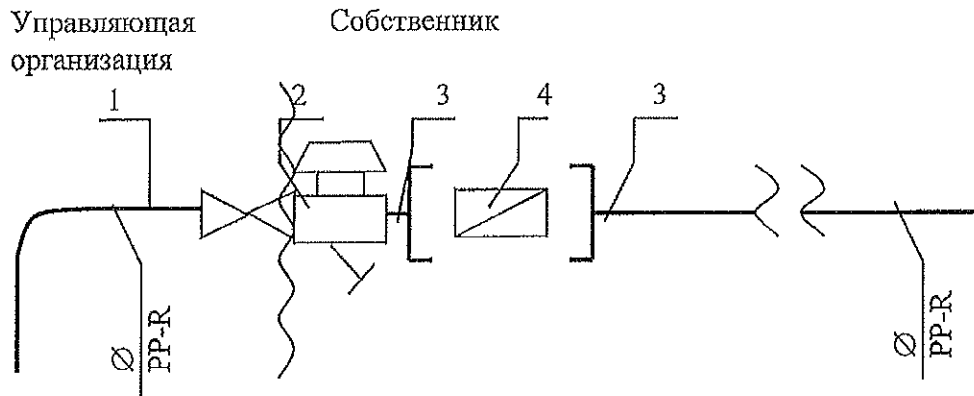 Управляющая
организация
Собственник
1
2
3
4
3
Ø
PP-R
Ø
PP-R